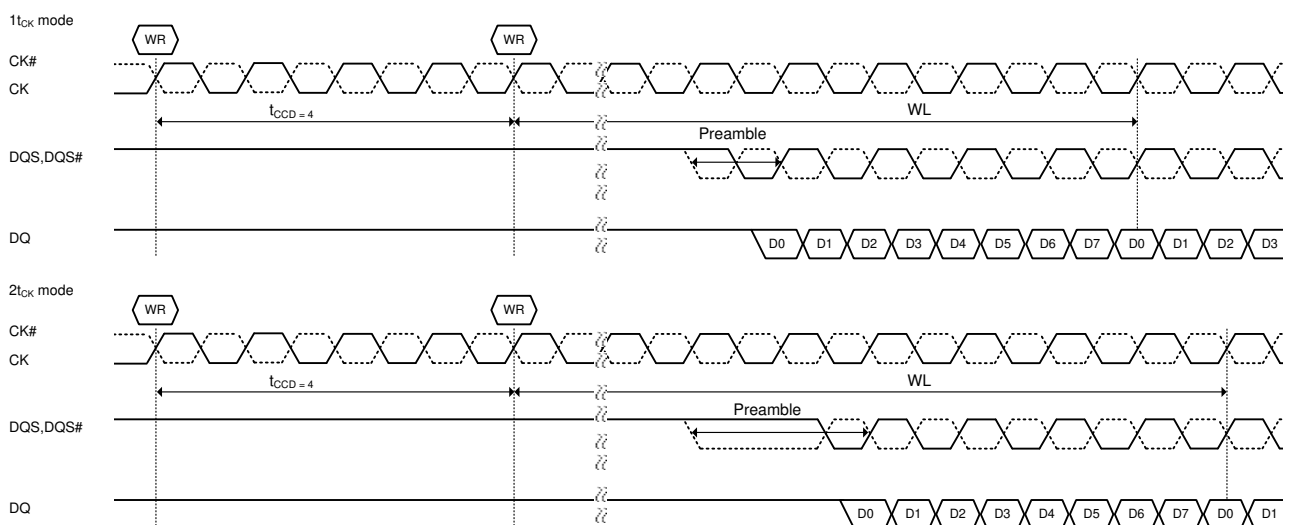 1tCK mode
WR WR
CK#
CK
tCCD = 4 WL
Preamble
DQS,DQS#
DQ D0 D1 D2 D3 D4 D5 D6 D7 D0 D1 D2 D3
2tCK mode
WR WR
CK#
CK
tCCD = 4 WL
Preamble
DQS,DQS#
DQ D0 D1 D2 D3 D4 D5 D6 D7 D0 D1